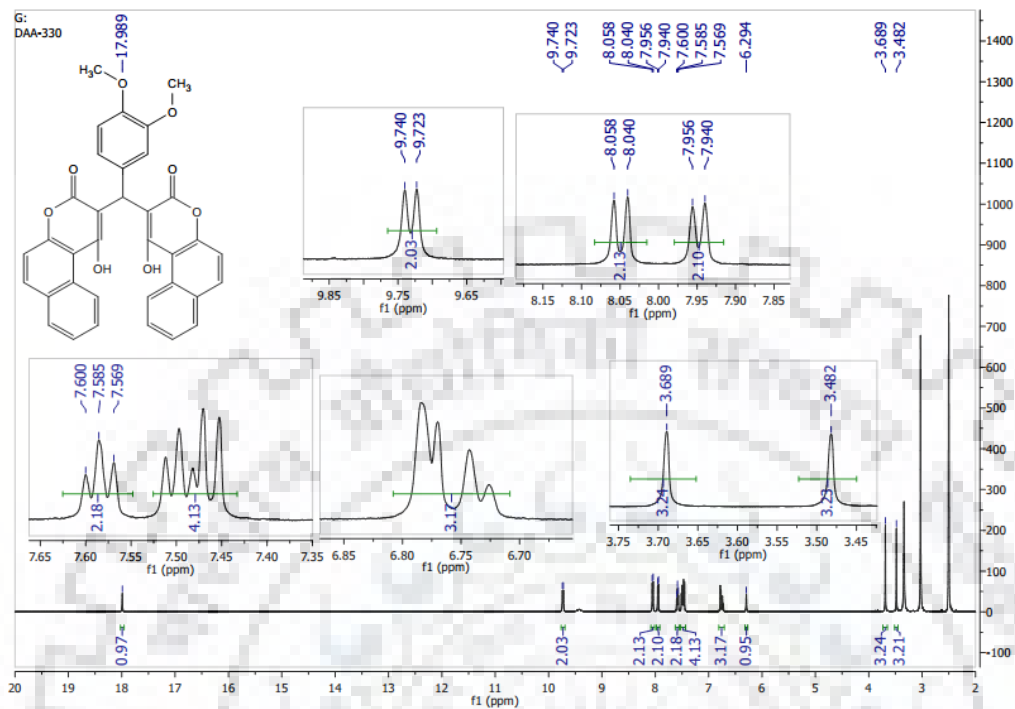 G:
DAA-330
17.989
9.740
9.723
8.058
8.040
7.956
7.940
7.600
7.585
7.569
6.294
3.689
3.482
H₃C
O
CH₃
O
O
O
O
O
OH
OH
9.740
9.723
2.03
9.85 9.75 9.65
f1 (ppm)
8.058
8.040
7.956
7.940
2.13
2.10
8.15 8.10 8.05 8.00 7.95 7.90 7.85
f1 (ppm)
7.600
7.585
7.569
2.18
4.13
7.65 7.60 7.55 7.50 7.45 7.40 7.35
f1 (ppm)
3.17
6.85 6.80 6.75 6.70
f1 (ppm)
3.689
3.482
3.24
3.23
3.75 3.70 3.65 3.60 3.55 3.50 3.45
f1 (ppm)
1400
1300
1200
1100
1000
900
800
700
600
500
400
300
200
100
0
-100
0.97
2.03
2.13
2.10
2.18
4.13
3.17
0.95
3.24
3.21
20 19 18 17 16 15 14 13 12 11 10 9 8 7 6 5 4 3 2
f1 (ppm)